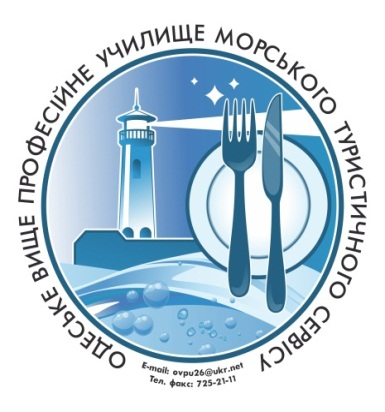 ОДЕСЬКЕ ВИЩЕ ПРОФЕСІЙНЕ УЧИЛИЩЕ МОРСЬКОГО ТУРИСТИЧНОГО СЕРВІСУ
E-mail: ovpu26@ukr.net
Тел. факс: 725-21-11